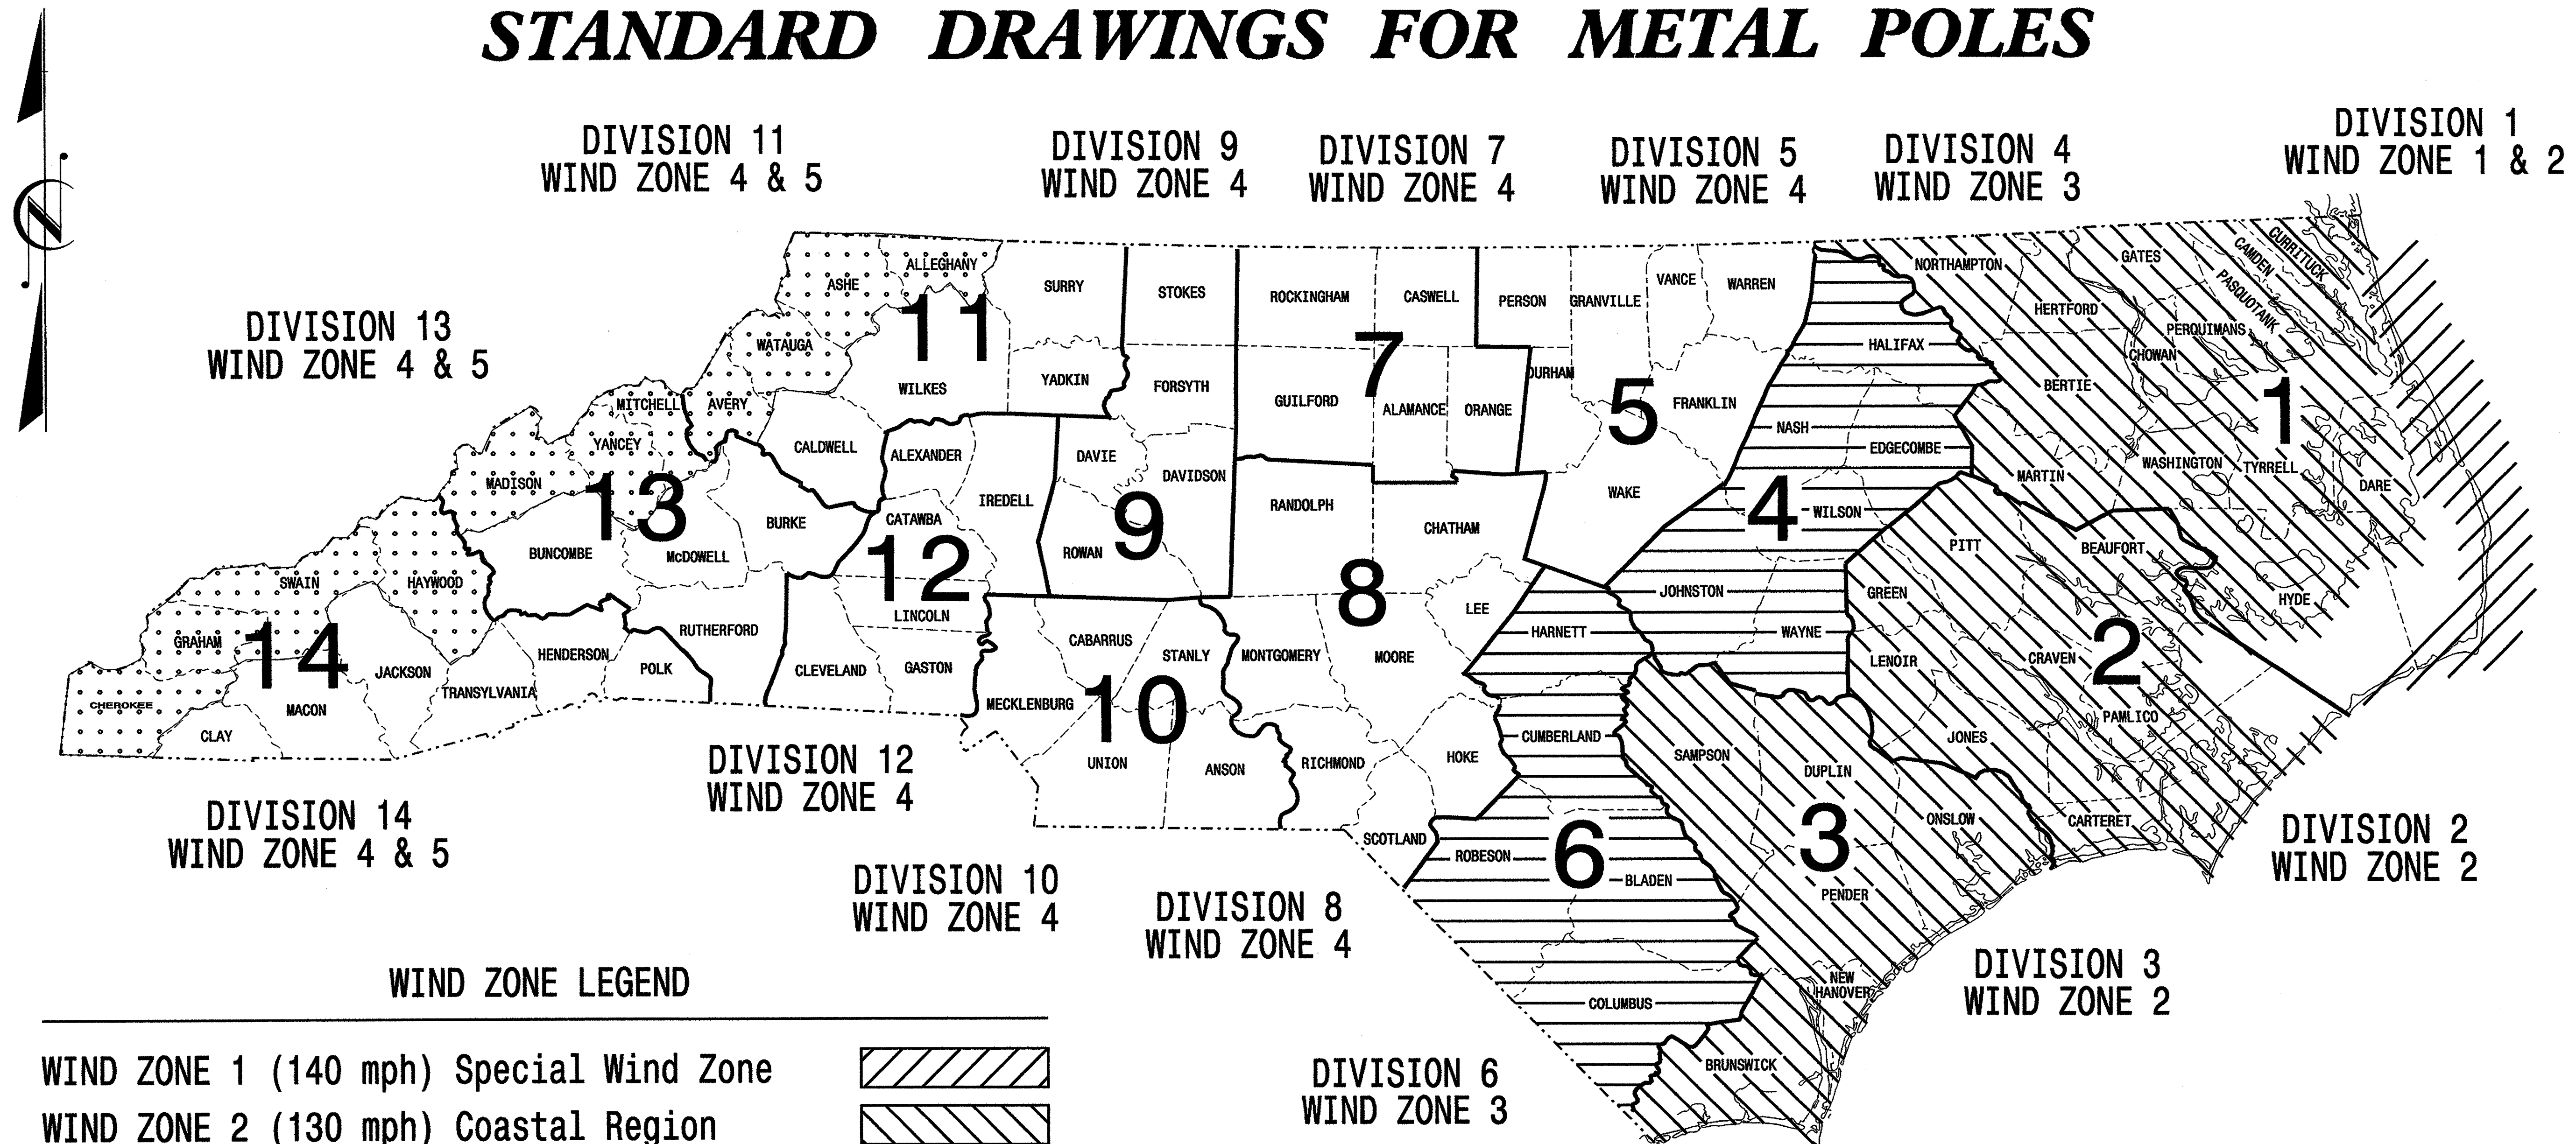 STANDARD DRAWINGS FOR METAL POLES
DIVISION 11
WIND ZONE 4 & 5
DIVISION 9
WIND ZONE 4
DIVISION 7
WIND ZONE 4
DIVISION 5
WIND ZONE 4
DIVISION 4
WIND ZONE 3
DIVISION 1
WIND ZONE 1 & 2
DIVISION 13
WIND ZONE 4 & 5
N
ALLEGHANY
ASHE
SURRY
STOKES
ROCKINGHAM
CASWELL
PERSON
GRANVILLE
VANCE
WARREN
NORTHAMPTON
GATES
CAMDEN
CURRITUCK
PASQUOTANK
HERTFORD
PERQUIMANS
CHOWAN
HALIFAX
BERTIE
11
WATAUGA
WILKES
YADKIN
FORSYTH
7
GUILFORD
ALAMANCE
ORANGE
DURHAM
5
FRANKLIN
NASH
EDGECOMBE
1
MITCHELL
AVERY
YANCEY
CALDWELL
ALEXANDER
DAVIE
DAVIDSON
MARTIN
WASHINGTON
TYRRELL
DARE
MADISON
13
BURKE
IREDELL
CATAWBA
12
ROWAN
9
RANDOLPH
CHATHAM
WAKE
4
WILSON
PITT
BEAUFORT
HYDE
BUNCOMBE
McDOWELL
SWAIN
HAYWOOD
LINCOLN
8
LEE
JOHNSTON
GREEN
GRAHAM
14
JACKSON
HENDERSON
RUTHERFORD
POLK
CLEVELAND
GASTON
CABARRUS
STANLY
MONTGOMERY
MOORE
HARNETT
WAYNE
LENOIR
CRAVEN
2
TRANSYLVANIA
CHEROKEE
MACON
CLAY
MECKLENBURG
10
UNION
ANSON
RICHMOND
HOKE
CUMBERLAND
SAMPSON
DUPLIN
JONES
PAMLICO
SCOTLAND
ROBESON
6
BLADEN
3
ONSLOW
CARTERET
PENDER
COLUMBUS
NEW
HANOVER
BRUNSWICK
DIVISION 12
WIND ZONE 4
DIVISION 14
WIND ZONE 4 & 5
DIVISION 10
WIND ZONE 4
DIVISION 8
WIND ZONE 4
DIVISION 2
WIND ZONE 2
DIVISION 3
WIND ZONE 2
DIVISION 6
WIND ZONE 3
WIND ZONE LEGEND
WIND ZONE 1 (140 mph) Special Wind Zone
WIND ZONE 2 (130 mph) Coastal Region